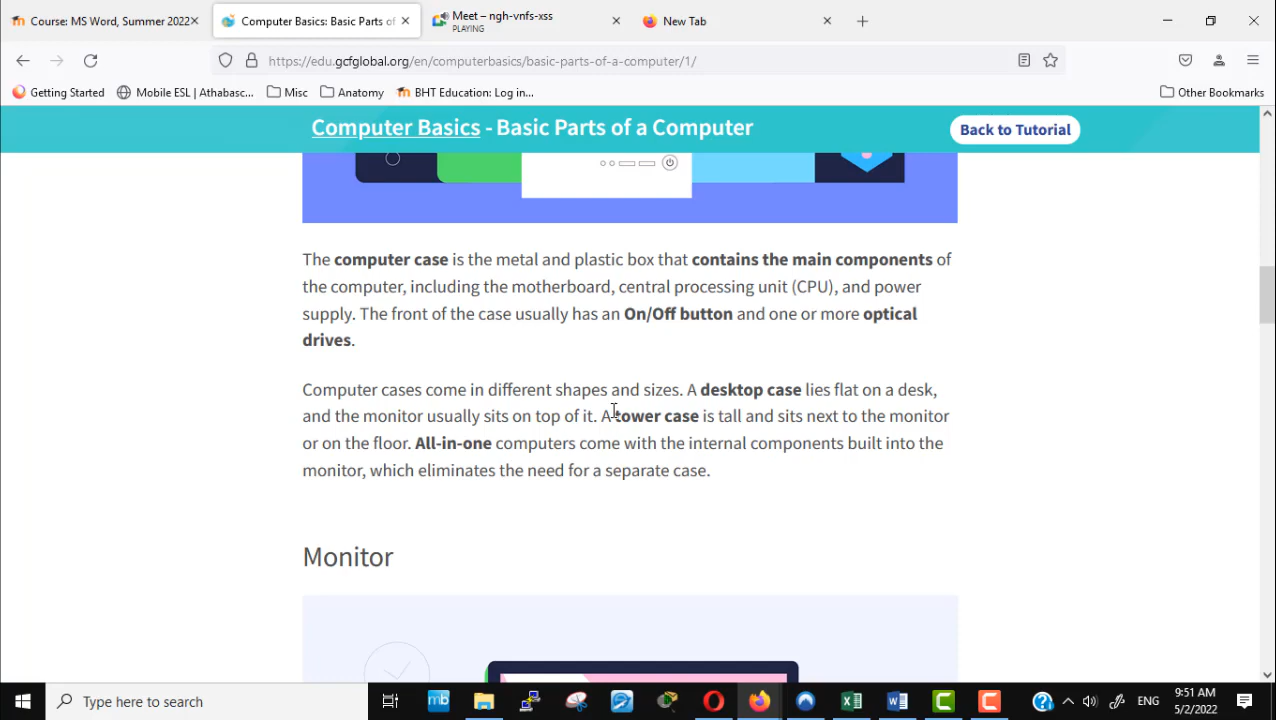 Course: MS Word, Summer 2022
Computer Basics: Basic Parts of
Meet – ngh-vnfs-xss
PLAYING
New Tab
https://edu.gcfglobal.org/en/computerbasics/basic-parts-of-a-computer/1/
Getting Started
Mobile ESL | Athabasc...
Misc
Anatomy
BHT Education: Log in...
Other Bookmarks
Computer Basics - Basic Parts of a Computer
Back to Tutorial
The computer case is the metal and plastic box that contains the main components of
the computer, including the motherboard, central processing unit (CPU), and power
supply. The front of the case usually has an On/Off button and one or more optical
drives.
Computer cases come in different shapes and sizes. A desktop case lies flat on a desk,
and the monitor usually sits on top of it. A tower case is tall and sits next to the monitor
or on the floor. All-in-one computers come with the internal components built into the
monitor, which eliminates the need for a separate case.
Monitor
Type here to search
mb
ENG
9:51 AM
5/2/2022